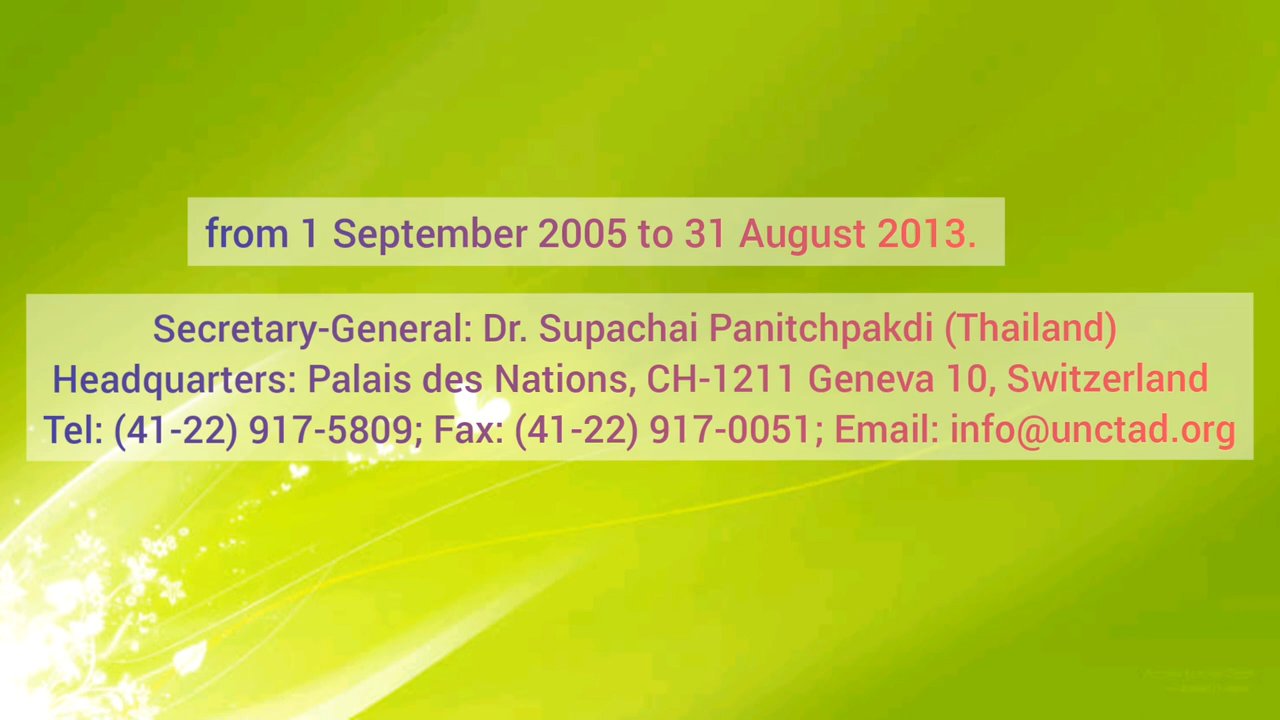 from 1 September 2005 to 31 August 2013.
Secretary-General: Dr. Supachai Panitchpakdi (Thailand)
Headquarters: Palais des Nations, CH-1211 Geneva 10, Switzerland
Tel: (41-22) 917-5809; Fax: (41-22) 917-0051; Email: info@unctad.org